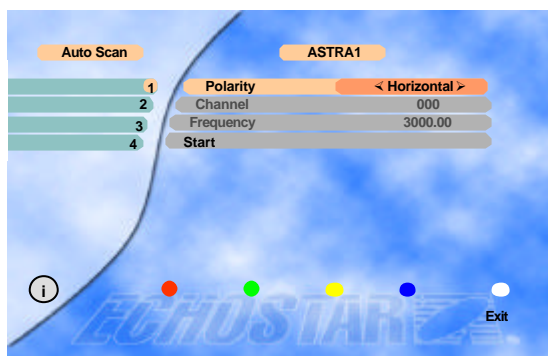 Auto Scan
ASTRA1
1 Polarity < Horizontal >
2 Channel 000
3 Frequency 3000.00
4 Start
i
ECHOSTAR
Exit